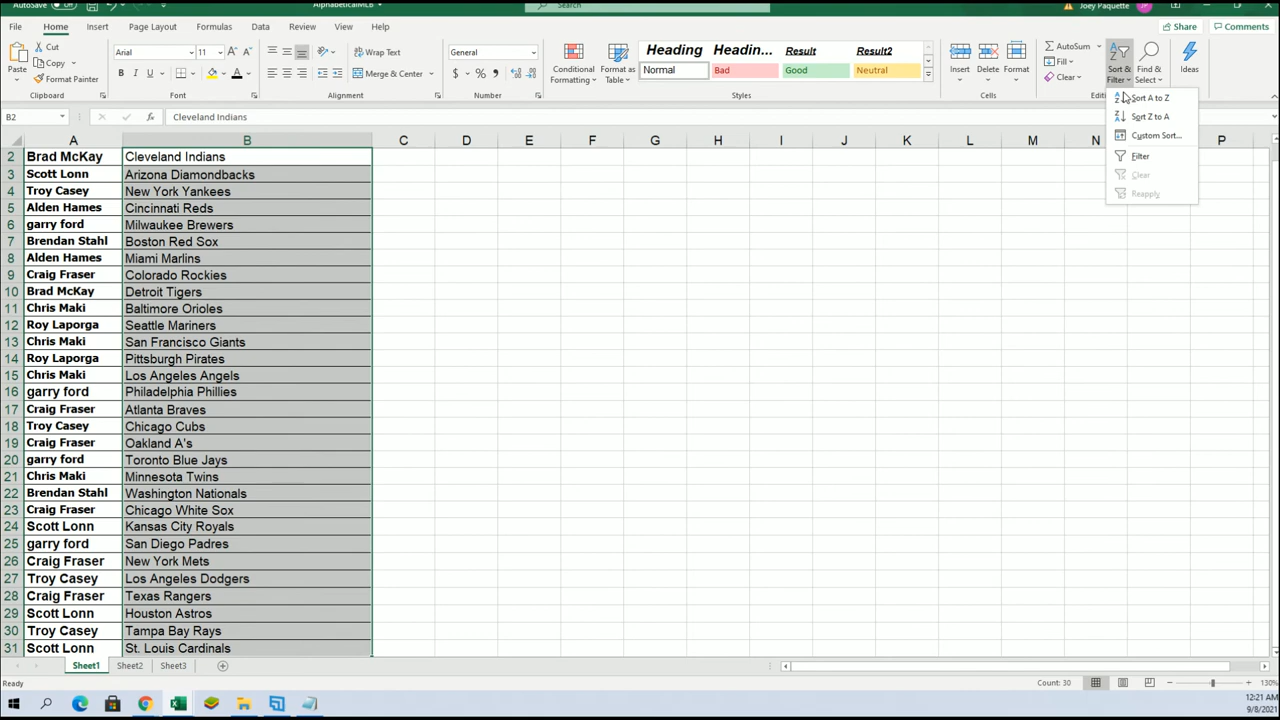 AutoSave Off
AlphabeticalMLB
Search
Joey Paquette
JP
File Home Insert Page Layout Formulas Data Review View Help Share Comments
Paste
Cut
Copy
Format Painter
Clipboard
Arial 11
Font
Wrap Text
Merge & Center
Alignment
General
Number
Conditional Formatting
Format as Table
Heading Headin... Result Result2
Normal Bad Good Neutral
Styles
Insert Delete Format
Cells
AutoSum
Fill
Clear
Sort & Filter
Find & Select
Ideas
Sort A to Z
Sort Z to A
Custom Sort...
Filter
Clear
Reapply
B2 Cleveland Indians
A B C D E F G H I J K L M N P
2 Brad McKay Cleveland Indians
3 Scott Lonn Arizona Diamondbacks
4 Troy Casey New York Yankees
5 Alden Hames Cincinnati Reds
6 garry ford Milwaukee Brewers
7 Brendan Stahl Boston Red Sox
8 Alden Hames Miami Marlins
9 Craig Fraser Colorado Rockies
10 Brad McKay Detroit Tigers
11 Chris Maki Baltimore Orioles
12 Roy Laporga Seattle Mariners
13 Chris Maki San Francisco Giants
14 Roy Laporga Pittsburgh Pirates
15 Chris Maki Los Angeles Angels
16 garry ford Philadelphia Phillies
17 Craig Fraser Atlanta Braves
18 Troy Casey Chicago Cubs
19 Craig Fraser Oakland A's
20 garry ford Toronto Blue Jays
21 Chris Maki Minnesota Twins
22 Brendan Stahl Washington Nationals
23 Craig Fraser Chicago White Sox
24 Scott Lonn Kansas City Royals
25 garry ford San Diego Padres
26 Craig Fraser New York Mets
27 Troy Casey Los Angeles Dodgers
28 Craig Fraser Texas Rangers
29 Scott Lonn Houston Astros
30 Troy Casey Tampa Bay Rays
31 Scott Lonn St. Louis Cardinals
Sheet1 Sheet2 Sheet3
Ready
Count: 30
130%
12:21 AM
9/8/2021